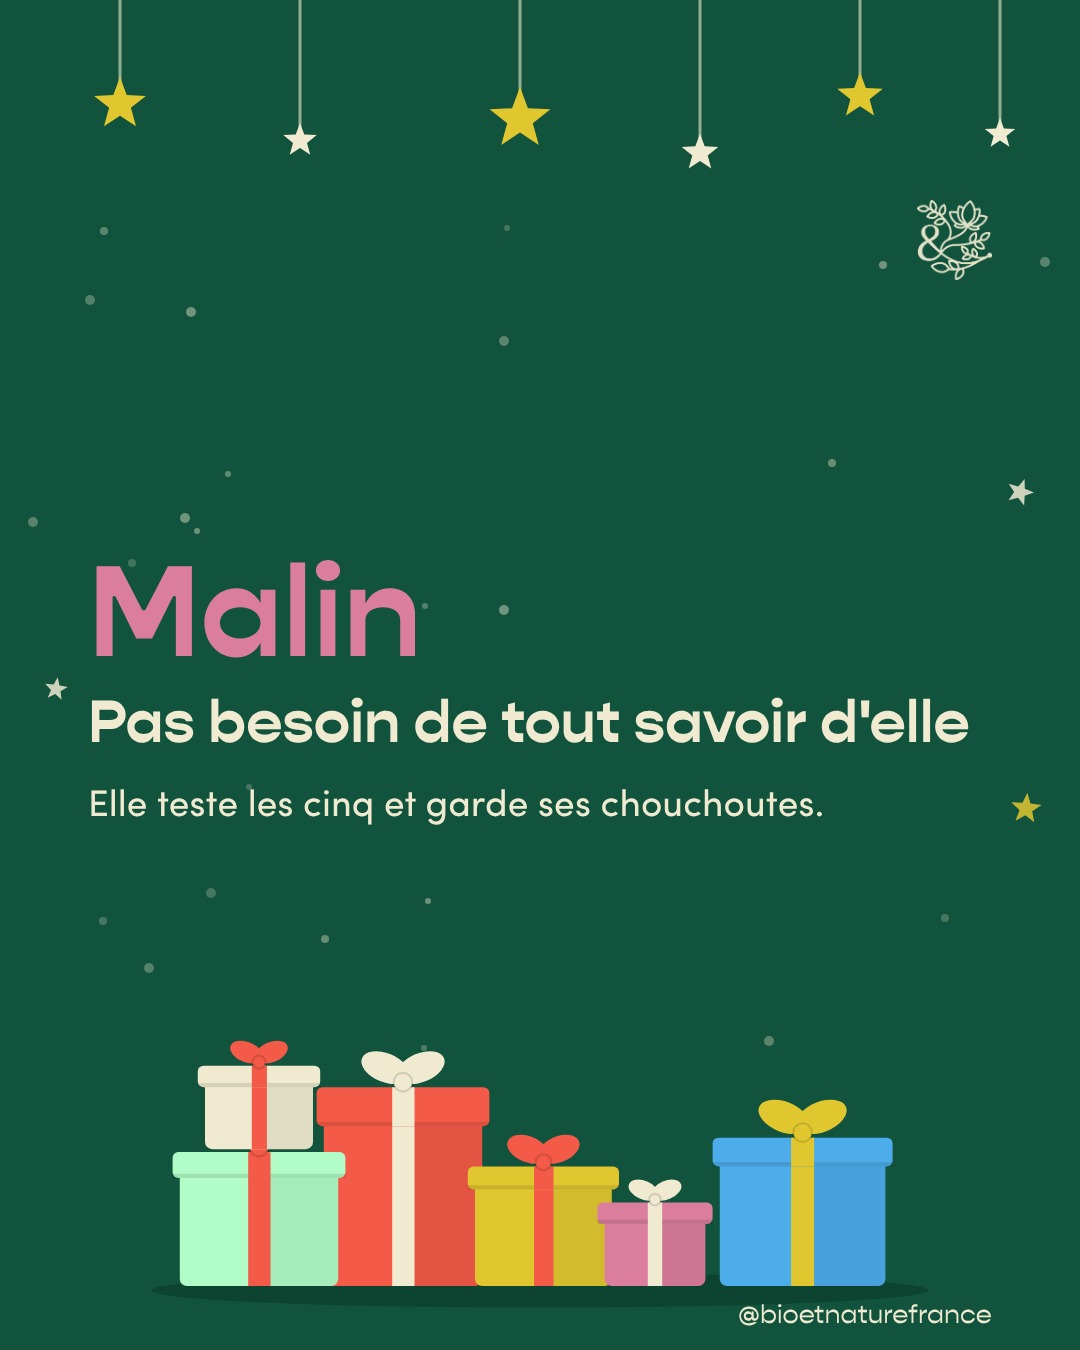 &
Malin
Pas besoin de tout savoir d'elle
Elle teste les cinq et garde ses chouchoutes.
@bioetnaturefrance